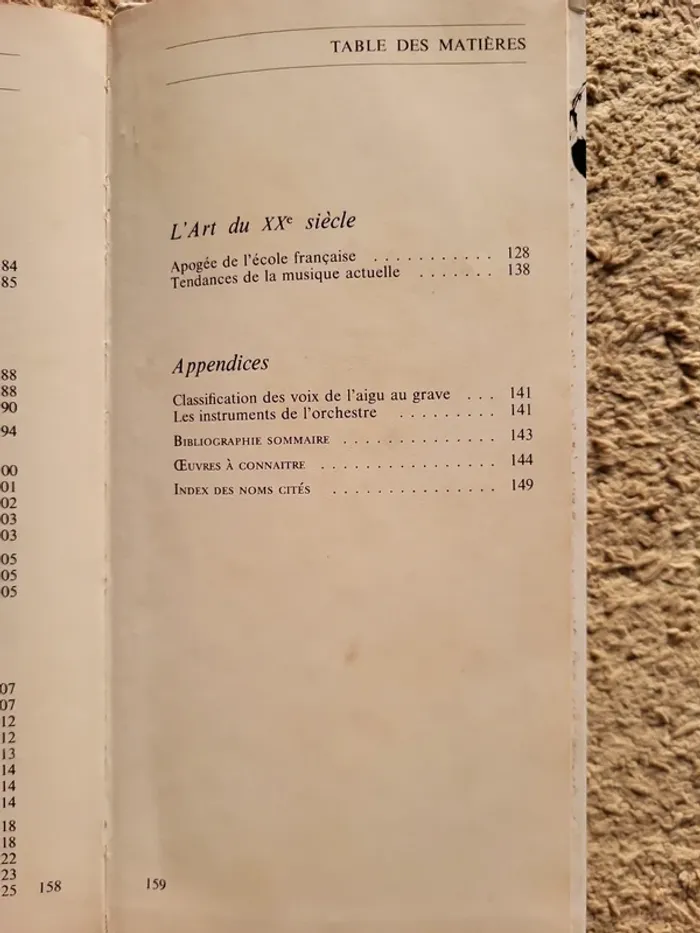 84
85
88
88
90
94
00
01
02
03
03
05
05
05
07
07
12
12
13
14
14
14
18
18
22
23
25
158
TABLE DES MATIÈRES
L'Art du XXe siècle
Apogée de l'école française . . . . . . . . . . . 128
Tendances de la musique actuelle . . . . . . . 138
Appendices
Classification des voix de l'aigu au grave . . . 141
Les instruments de l'orchestre . . . . . . . . . 141
BIBLIOGRAPHIE SOMMAIRE . . . . . . . . . . . . . . 143
ŒUVRES À CONNAITRE . . . . . . . . . . . . . . . . 144
INDEX DES NOMS CITÉS . . . . . . . . . . . . . . . 149
159